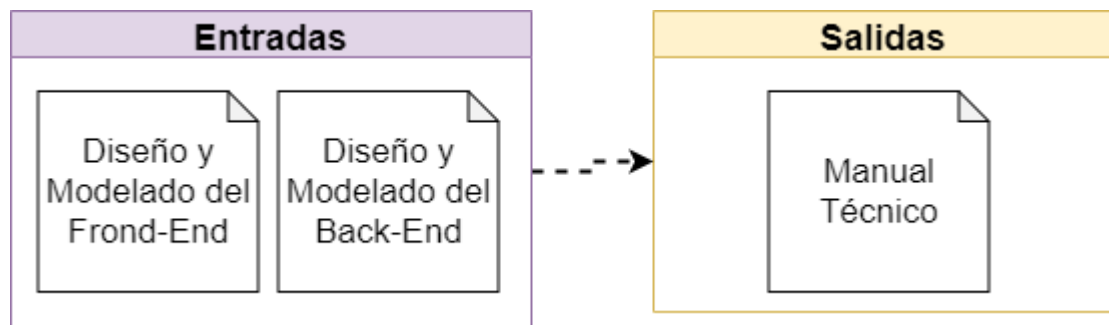 Entradas
Diseño y
Modelado del
Frond-End
Diseño y
Modelado del
Back-End
Salidas
Manual
Técnico